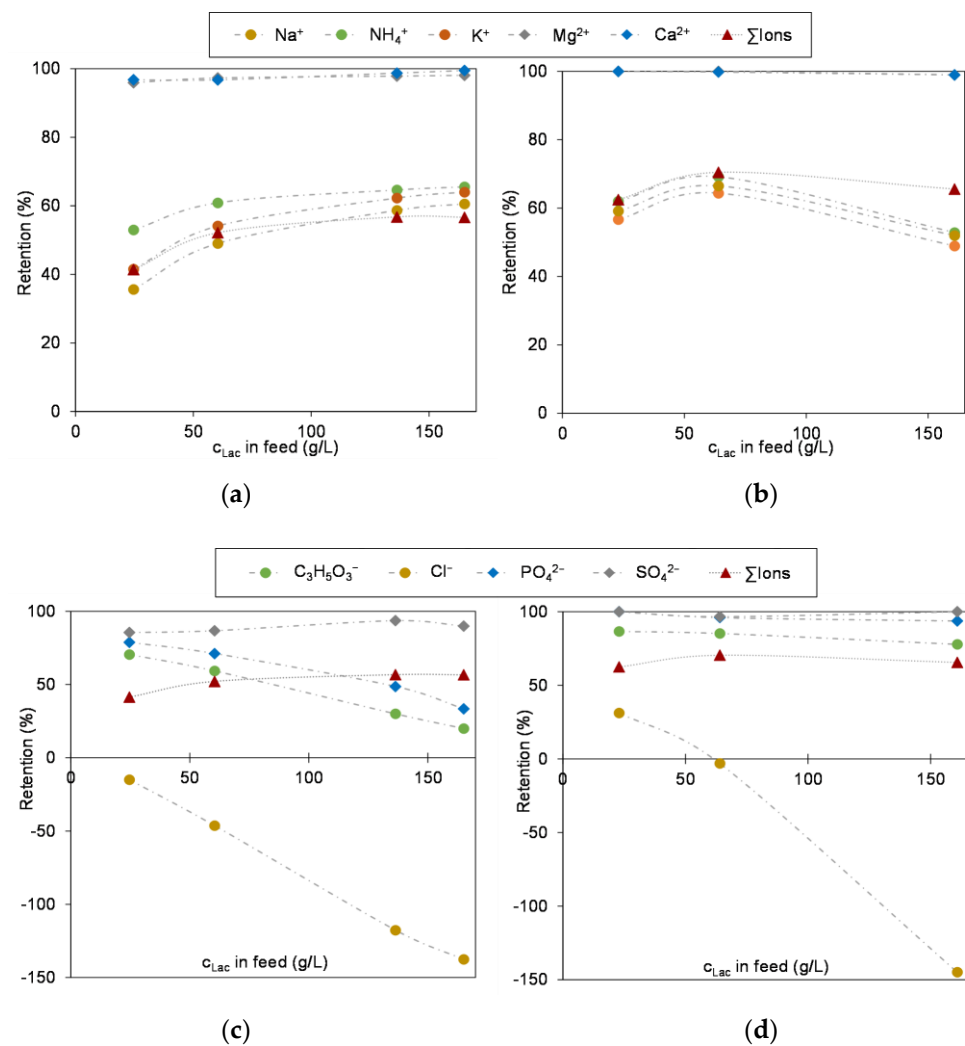 (a) (b)
Na⁺ NH₄⁺ K⁺ Mg²⁺ Ca²⁺ ∑Ions
100
80
60
40
20
0
Retention (%)
0 50 100 150
c_Lac in feed (g/L)
100
80
60
40
20
0
Retention (%)
0 50 100 150
c_Lac in feed (g/L)
(a) (b)
C₃H₅O₃⁻ Cl⁻ PO₄²⁻ SO₄²⁻ ∑Ions
100
50
0
-50
-100
-150
Retention (%)
0 50 100 150
c_Lac in feed (g/L)
100
50
0
-50
-100
-150
Retention (%)
0 50 100 150
c_Lac in feed (g/L)
(c) (d)